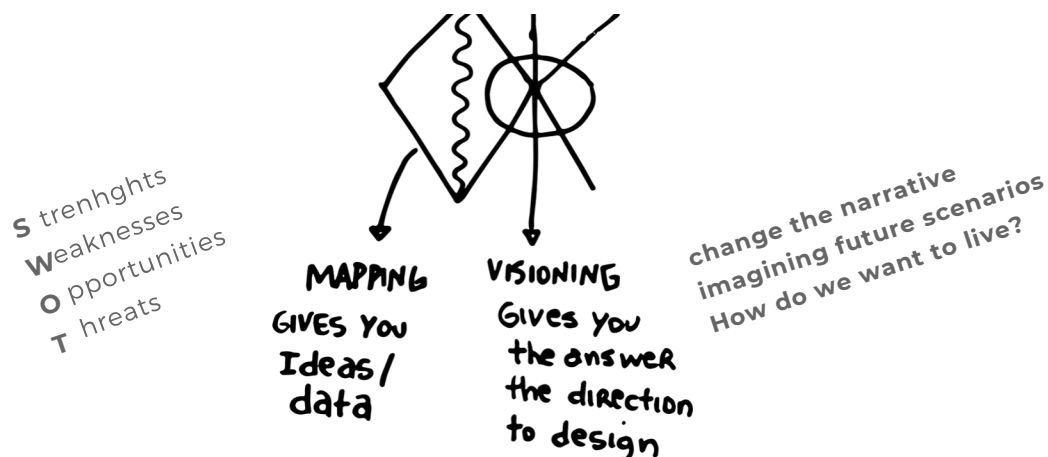 S trenhghts
Weaknesses
O pportunities
T hreats
MAPPING
GIVES YOU
Ideas/
data
VISIONING
Gives you
the answer
the direction
to design
change the narrative
imagining future scenarios
How do we want to live?